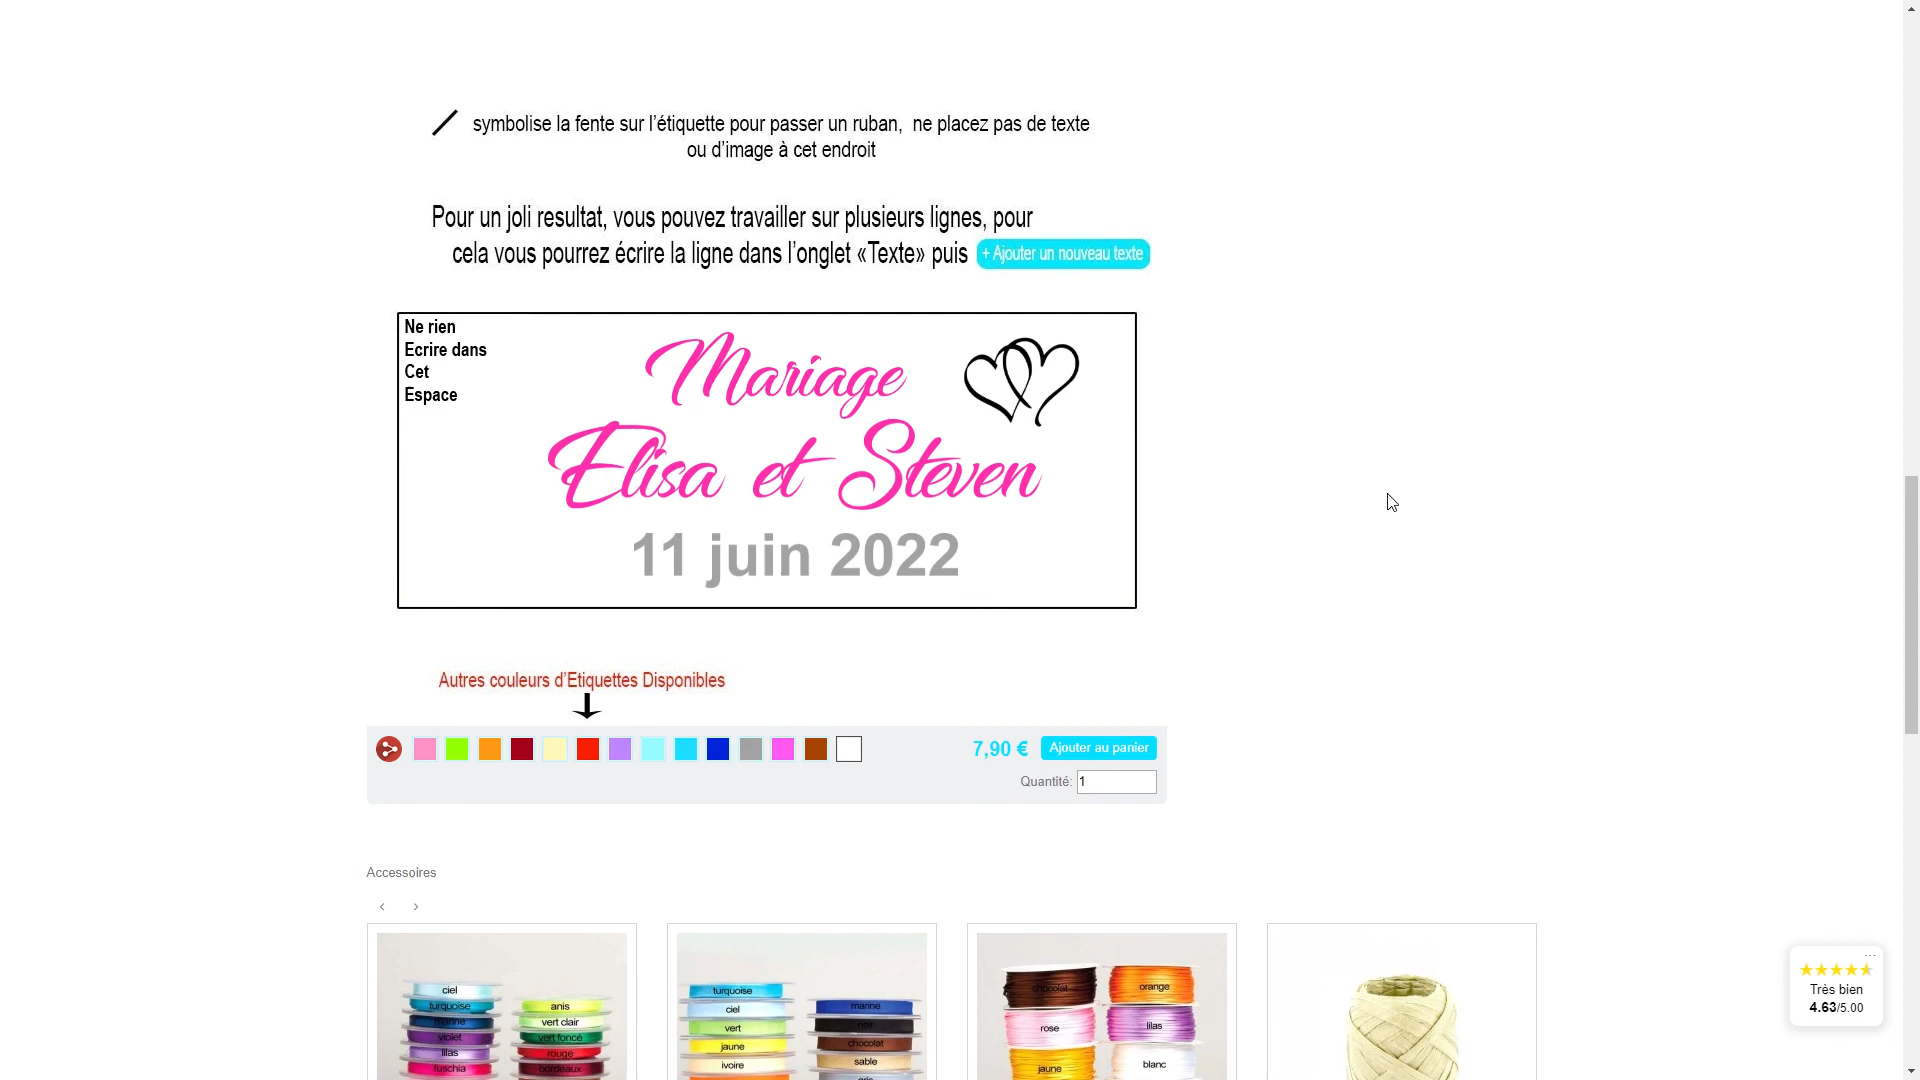 symbolise la fente sur l’étiquette pour passer un ruban, ne placez pas de texte
ou d’image à cet endroit
Pour un joli resultat, vous pouvez travailler sur plusieurs lignes, pour
cela vous pourrez écrire la ligne dans l’onglet «Texte» puis + Ajouter un nouveau texte
Ne rien
Ecrire dans
Cet
Espace
Mariage
Elisa et Steven
11 juin 2022
Autres couleurs d’Etiquettes Disponibles
7,90 € Ajouter au panier
Quantité: 1
Accessoires
ciel
turquoise
marine
violet
lilas
fuschia
anis
vert clair
vert foncé
rouge
bordeaux
turquoise
ciel
vert
jaune
ivoire
marine
noir
chocolat
sable
gris
chocolat
orange
rose
lilas
jaune
blanc
...
Très bien
4.63/5.00